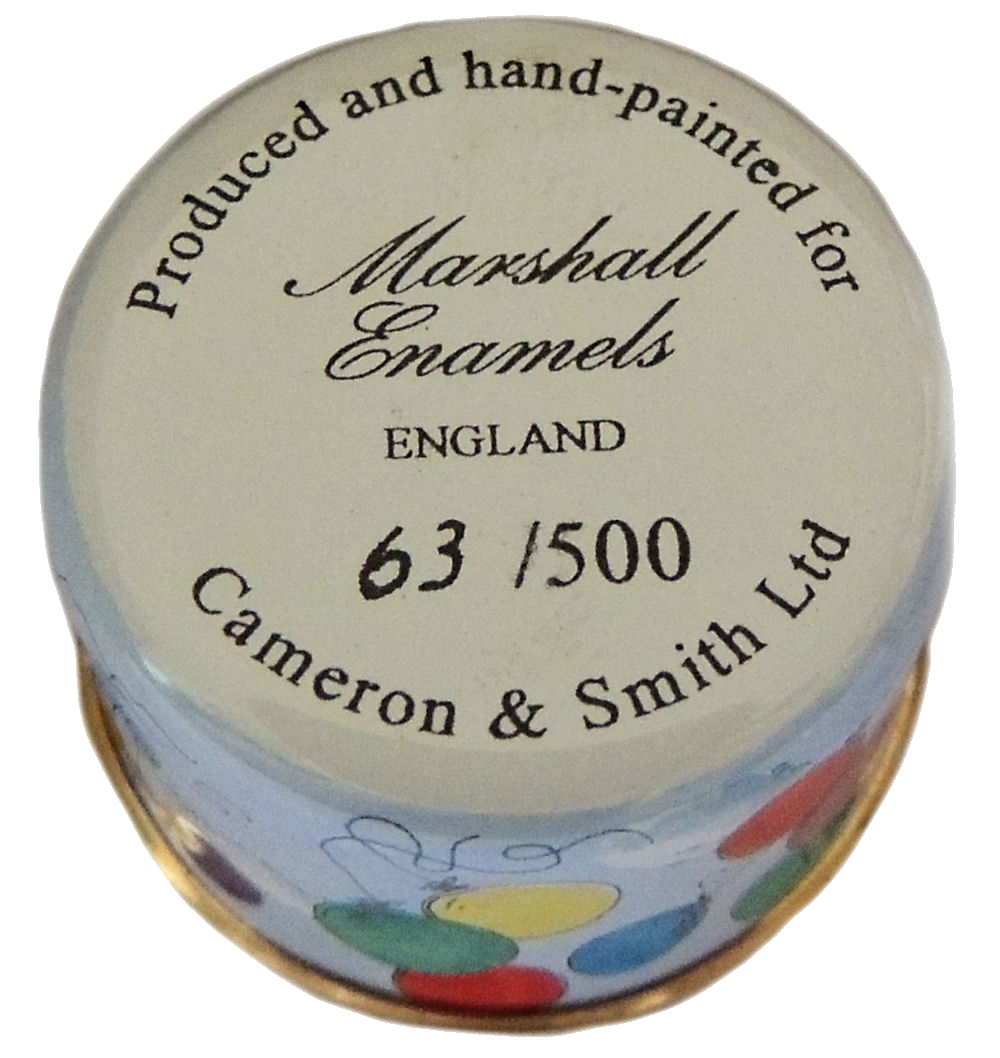 Produced and hand-painted for
Marshall
Enamels
ENGLAND
63 /500
Cameron & Smith Ltd